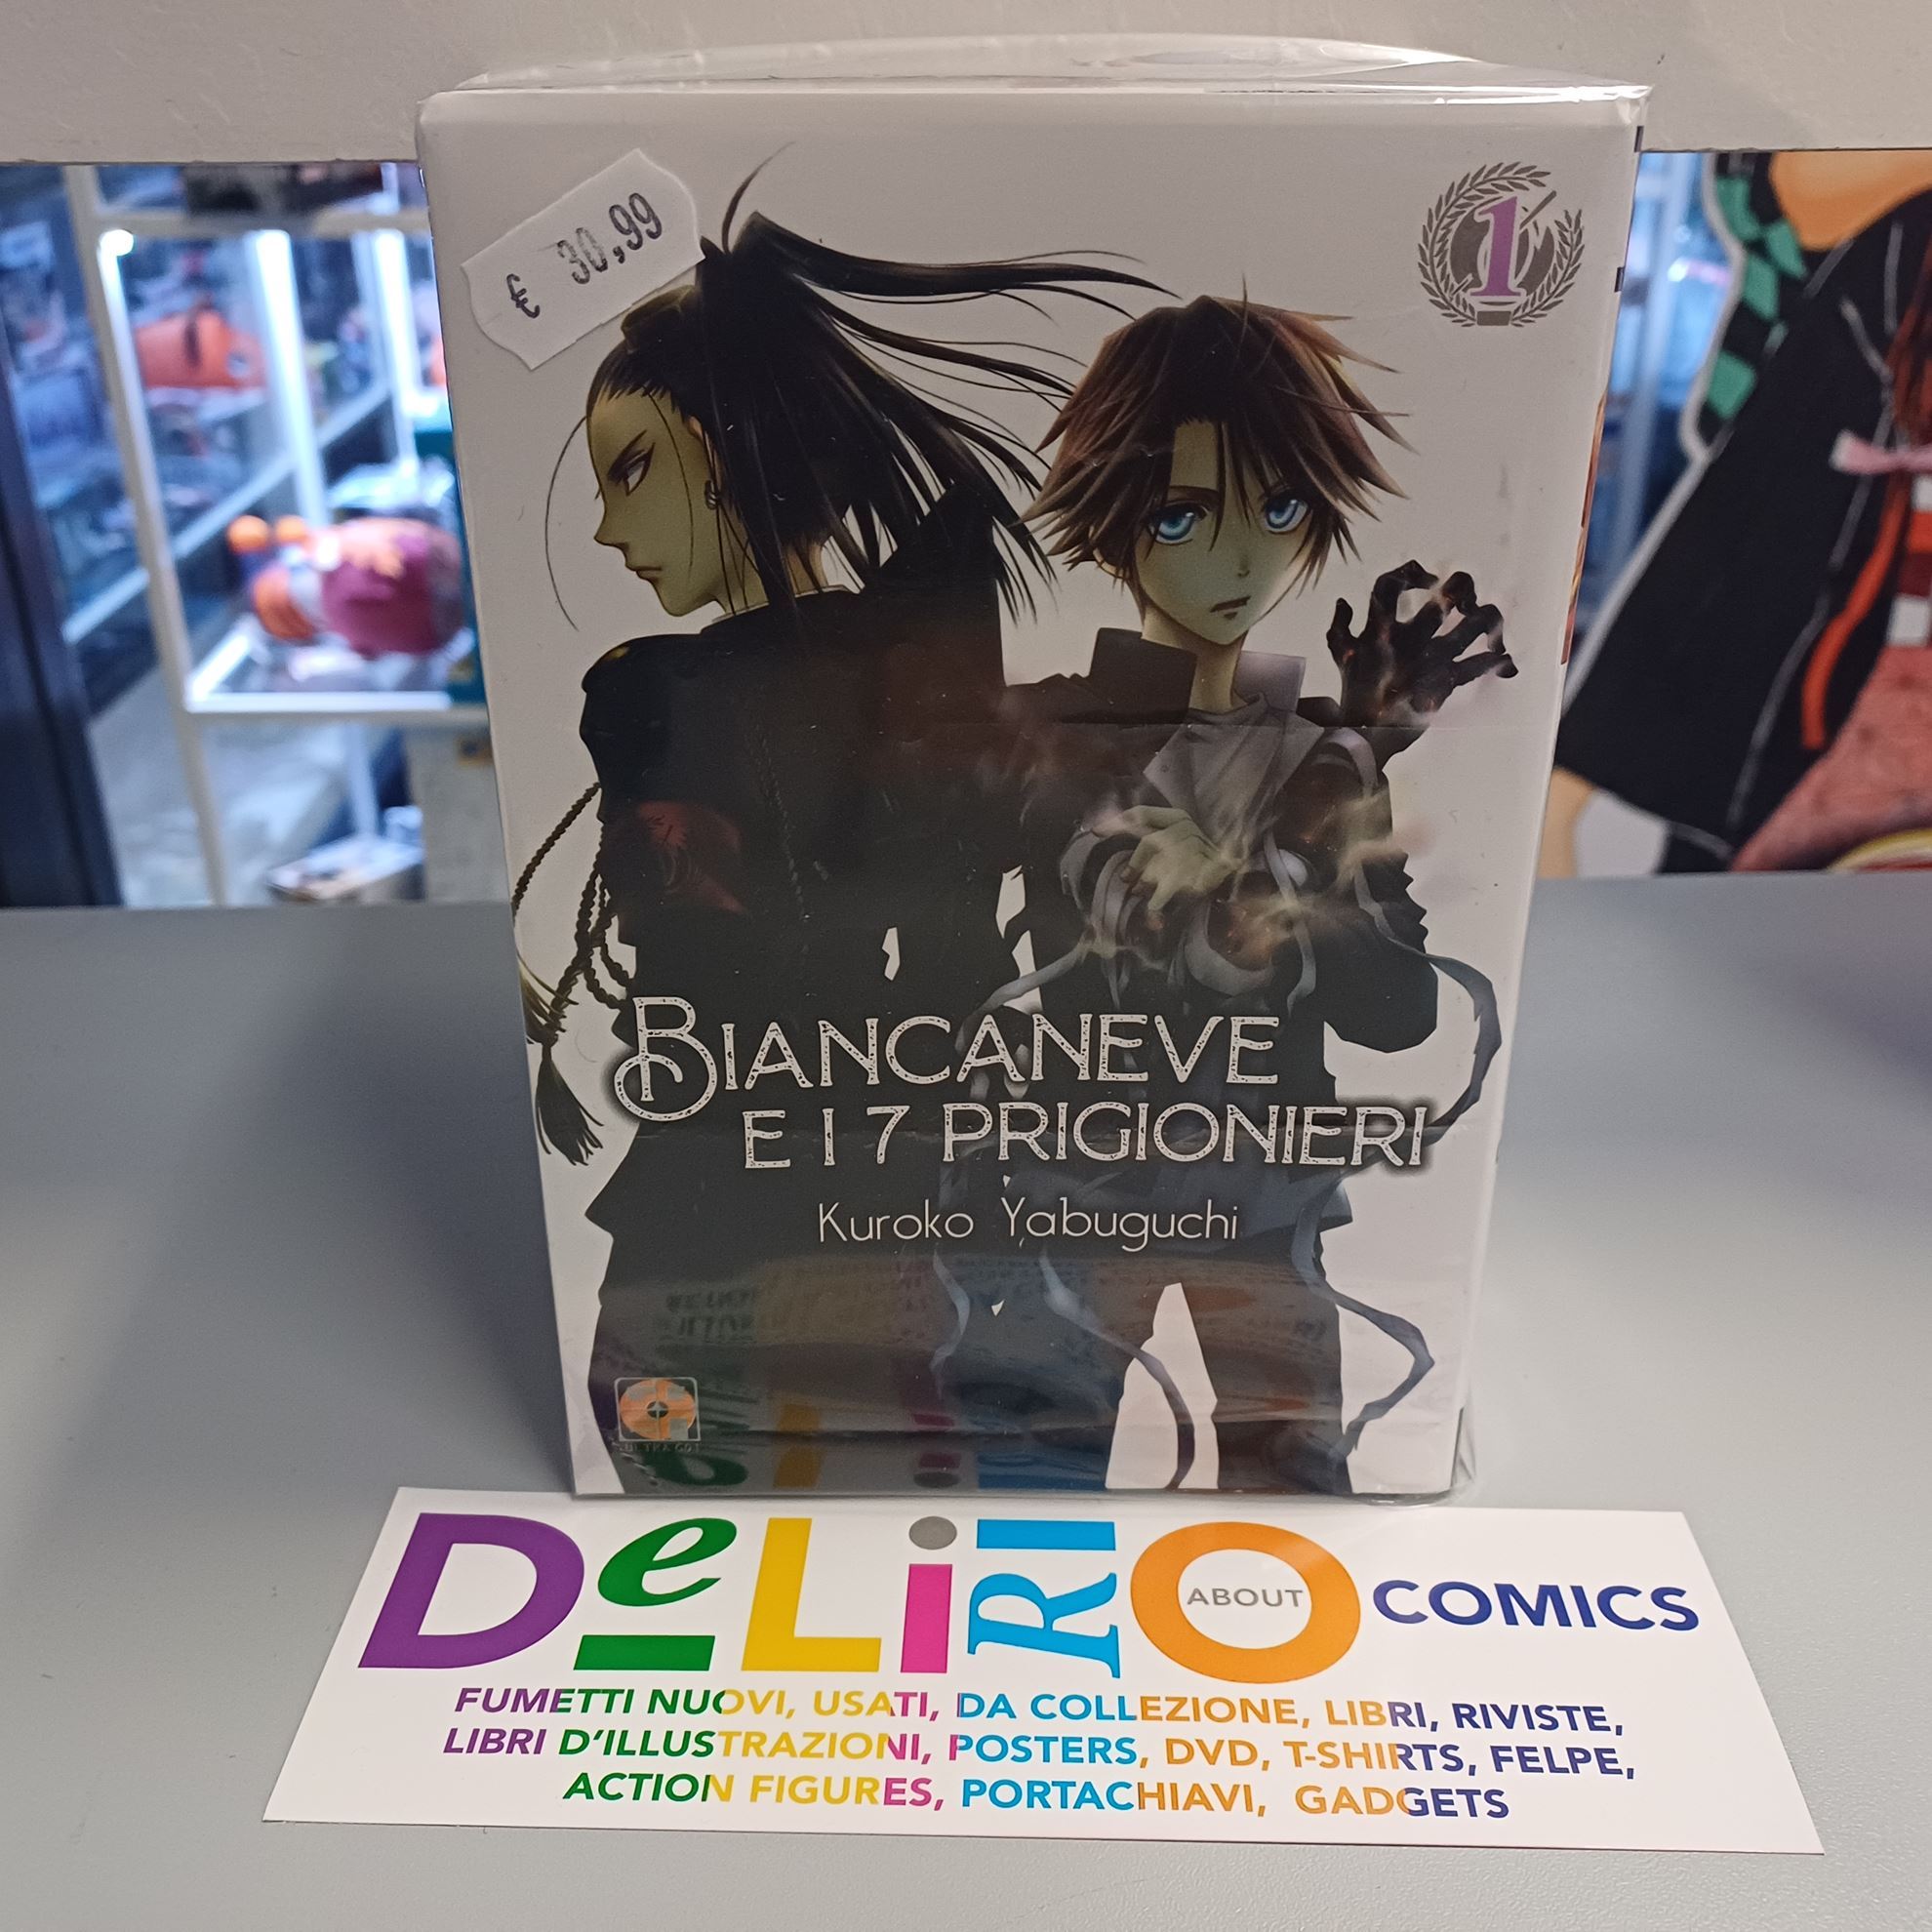 € 30,99
1
BIANCANEVE
E I 7 PRIGIONIERI
Kuroko Yabuguchi
DeLiRiO ABOUT COMICS
FUMETTI NUOVI, USATI, DA COLLEZIONE, LIBRI, RIVISTE,
LIBRI D'ILLUSTRAZIONI, POSTERS, DVD, T-SHIRTS, FELPE,
ACTION FIGURES, PORTACHIAVI, GADGETS